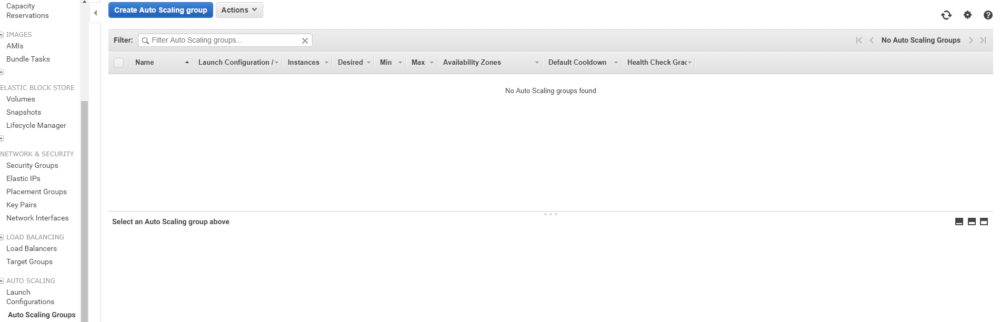 Capacity
Reservations
IMAGES
AMIs
Bundle Tasks
ELASTIC BLOCK STORE
Volumes
Snapshots
Lifecycle Manager
NETWORK & SECURITY
Security Groups
Elastic IPs
Placement Groups
Key Pairs
Network Interfaces
LOAD BALANCING
Load Balancers
Target Groups
AUTO SCALING
Launch
Configurations
Auto Scaling Groups
Create Auto Scaling group Actions
Filter: Filter Auto Scaling groups... No Auto Scaling Groups
Name Launch Configuration / Instances Desired Min Max Availability Zones Default Cooldown Health Check Grac
No Auto Scaling groups found
Select an Auto Scaling group above